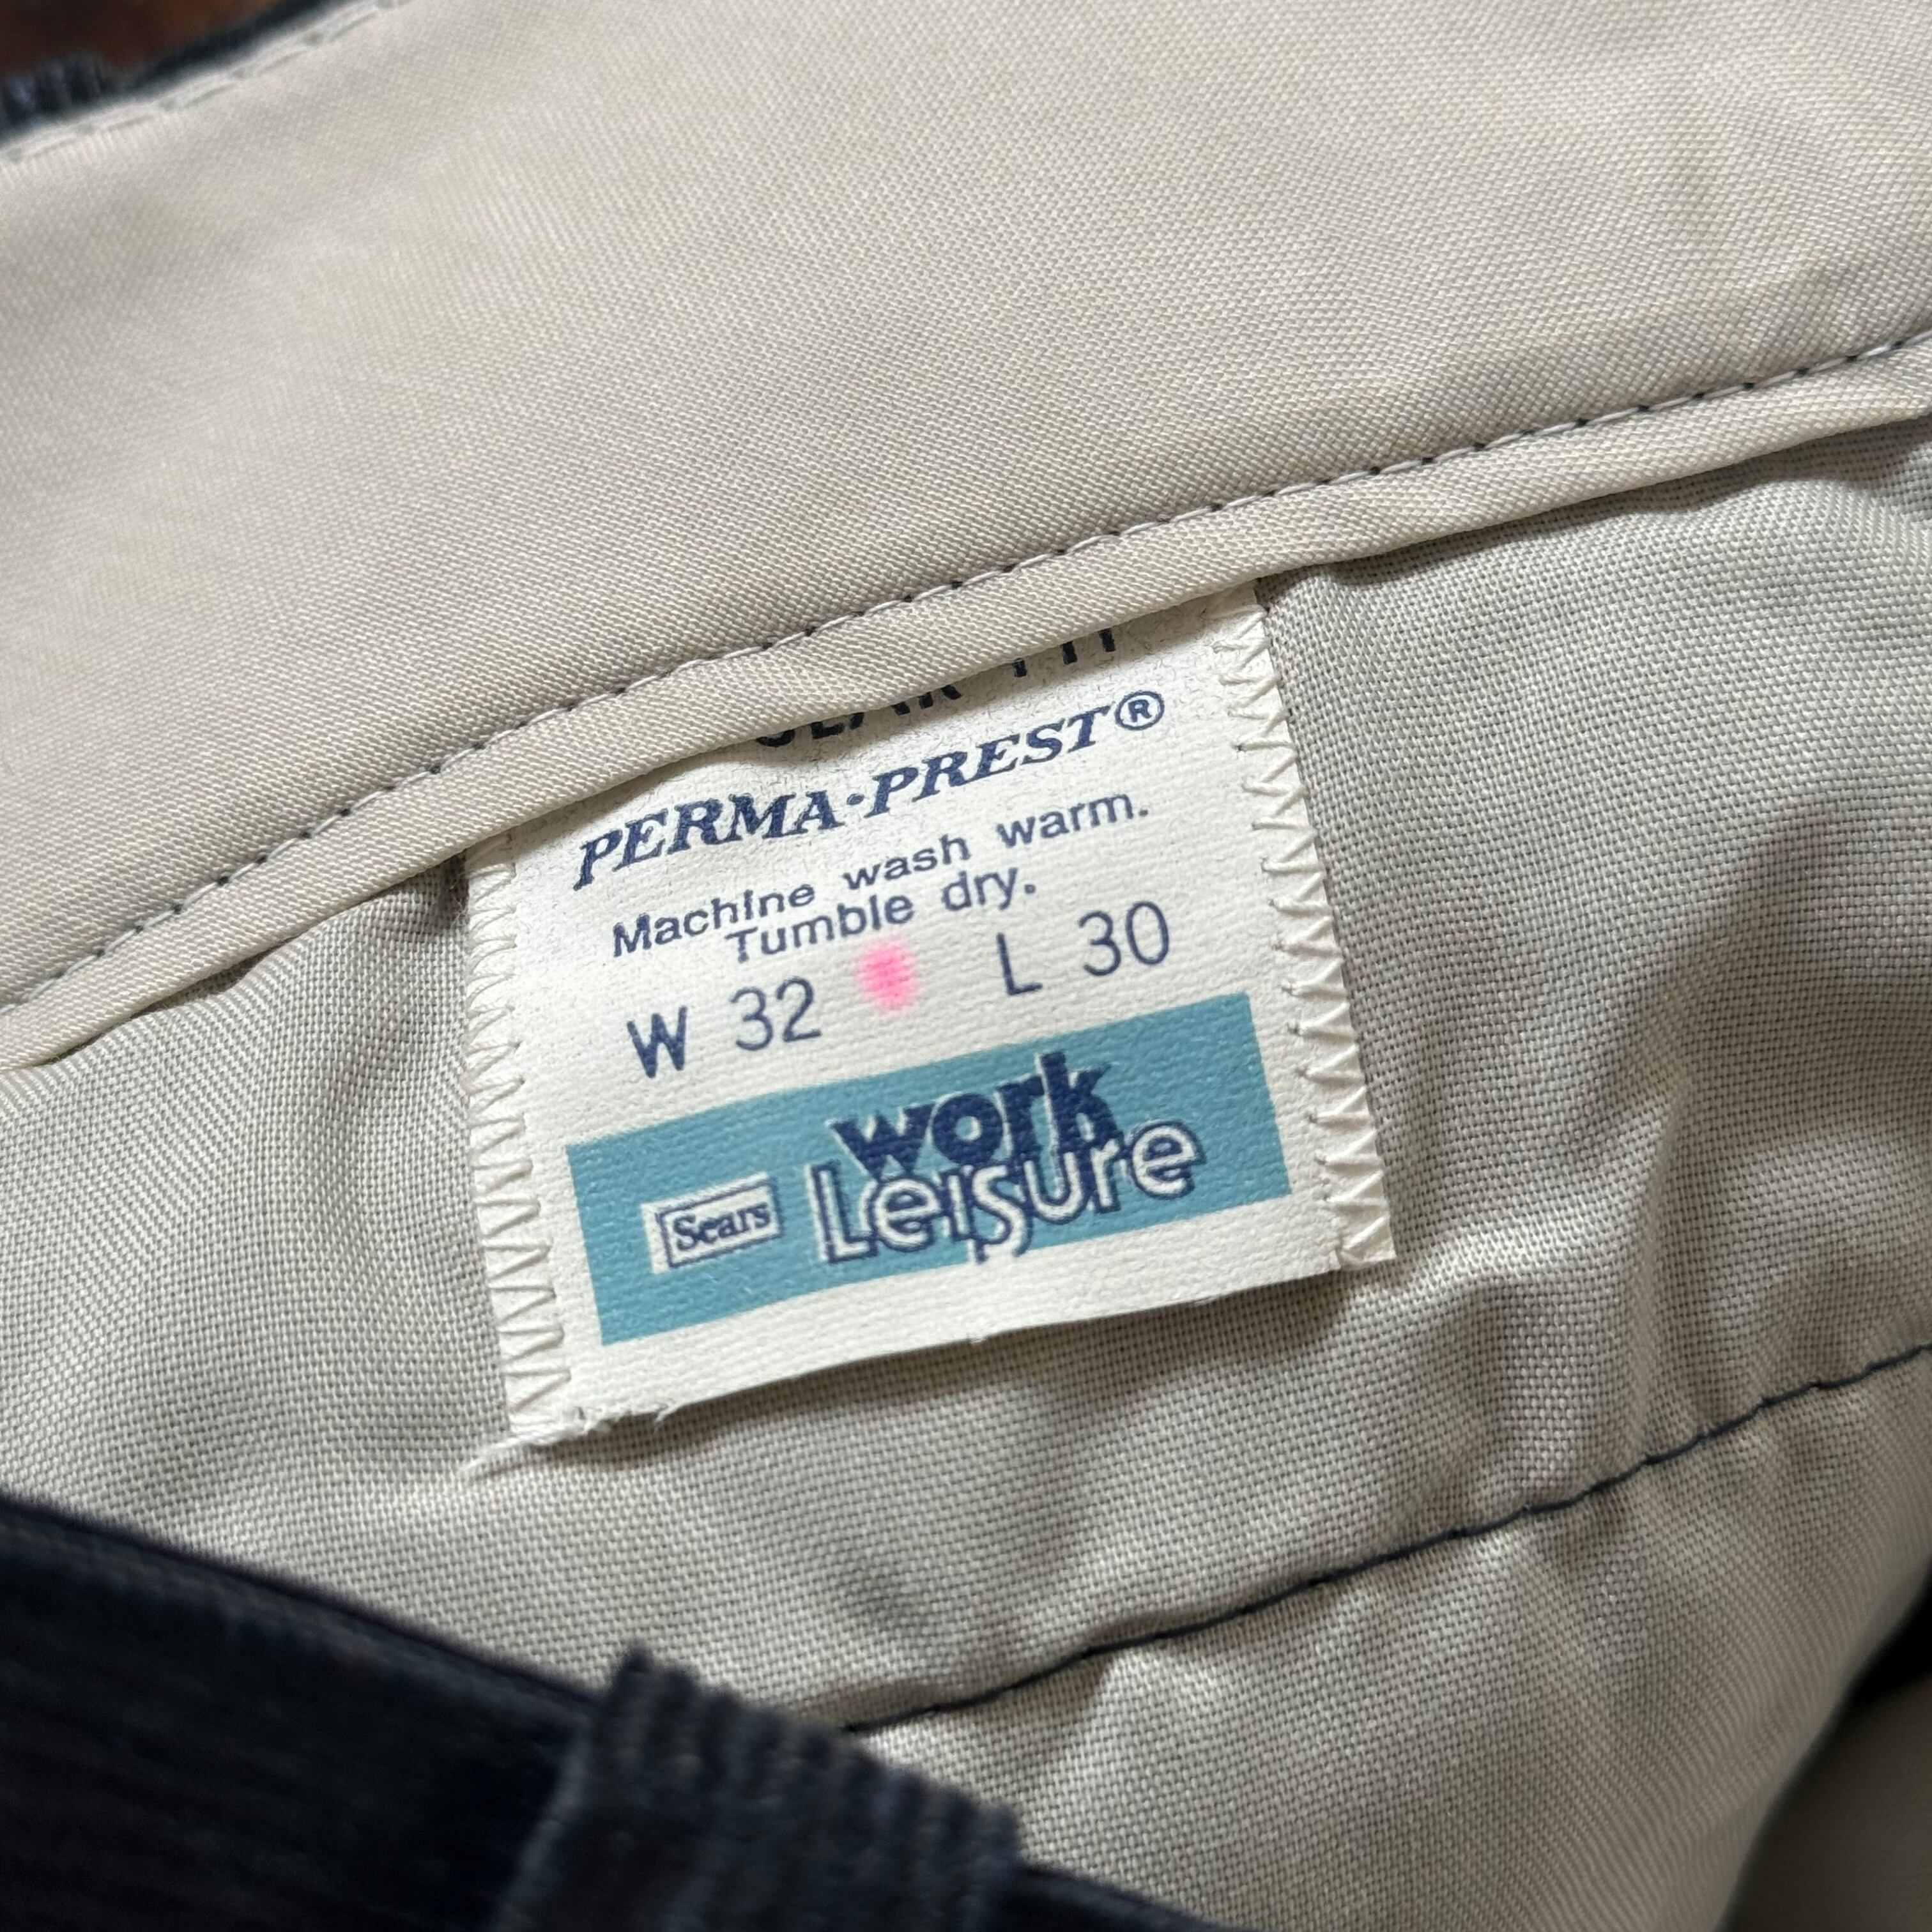 PERMA·PREST®
Machine wash warm.
Tumble dry.
W 32 L 30
Sears
work
Leisure